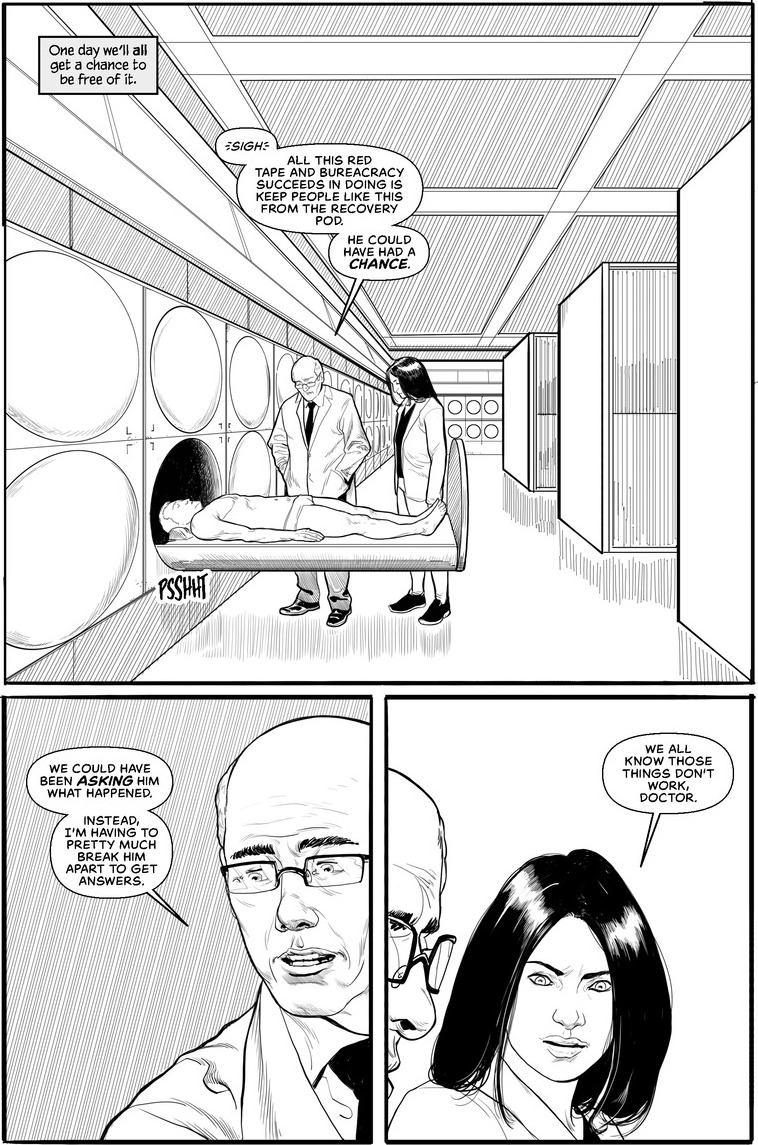 One day we'll all
get a chance to
be free of it.
SIGH
ALL THIS RED
TAPE AND BUREACRACY
SUCCEEDS IN DOING IS
KEEP PEOPLE LIKE THIS
FROM THE RECOVERY
POD.
HE COULD
HAVE HAD A
CHANCE.
PSSHHT
WE COULD HAVE
BEEN ASKING HIM
WHAT HAPPENED.
INSTEAD,
I'M HAVING TO
PRETTY MUCH
BREAK HIM
APART TO GET
ANSWERS.
WE ALL
KNOW THOSE
THINGS DON'T
WORK,
DOCTOR.